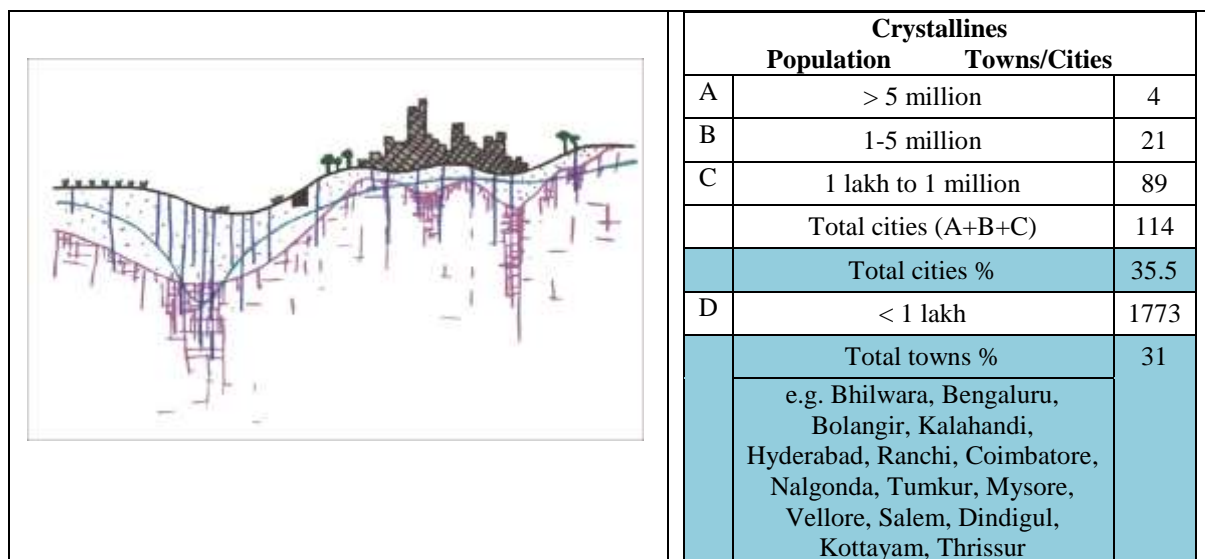 Crystallines
Population Towns/Cities
A > 5 million 4
B 1-5 million 21
C 1 lakh to 1 million 89
Total cities (A+B+C) 114
Total cities % 35.5
D < 1 lakh 1773
Total towns % 31
e.g. Bhilwara, Bengaluru,
Bolangir, Kalahandi,
Hyderabad, Ranchi, Coimbatore,
Nalgonda, Tumkur, Mysore,
Vellore, Salem, Dindigul,
Kottayam, Thrissur